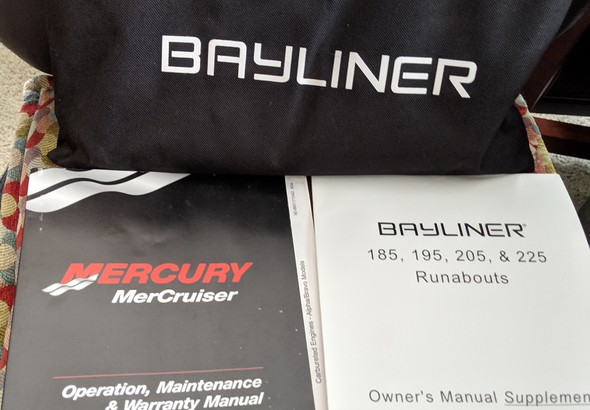 BAYLINER
MERCURY
MerCruiser
Operation, Maintenance
& Warranty Manual
Carbureted Engines - Alpha/Bravo Models
BAYLINER®
185, 195, 205, & 225
Runabouts
Owner's Manual Supplemen